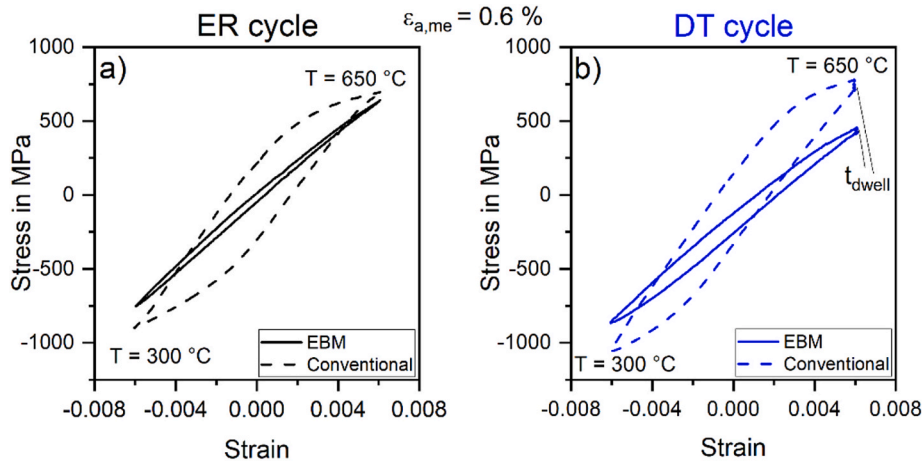 ER cycle
εa,me = 0.6 %
DT cycle
a)
T = 650 °C
T = 300 °C
1000
500
0
-500
-1000
Stress in MPa
EBM
Conventional
-0.008
-0.004
0.000
0.004
0.008
Strain
b)
T = 650 °C
tdwell
T = 300 °C
1000
500
0
-500
-1000
Stress in MPa
EBM
Conventional
-0.008
-0.004
0.000
0.004
0.008
Strain